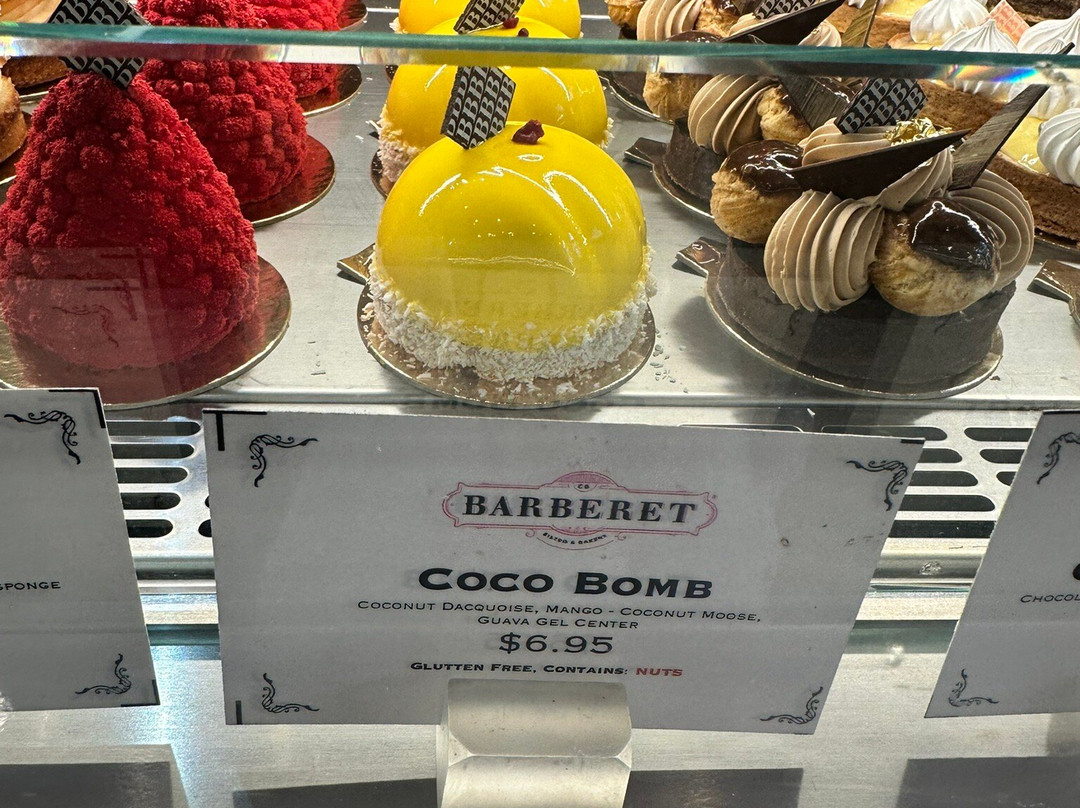 SPONGE
CB
BARBERET
BISTRO & BAKERY
COCO BOMB
COCONUT DACQUOISE, MANGO - COCONUT MOOSE,
GUAVA GEL CENTER
$6.95
GLUTTEN FREE, CONTAINS: NUTS
CHOCOL